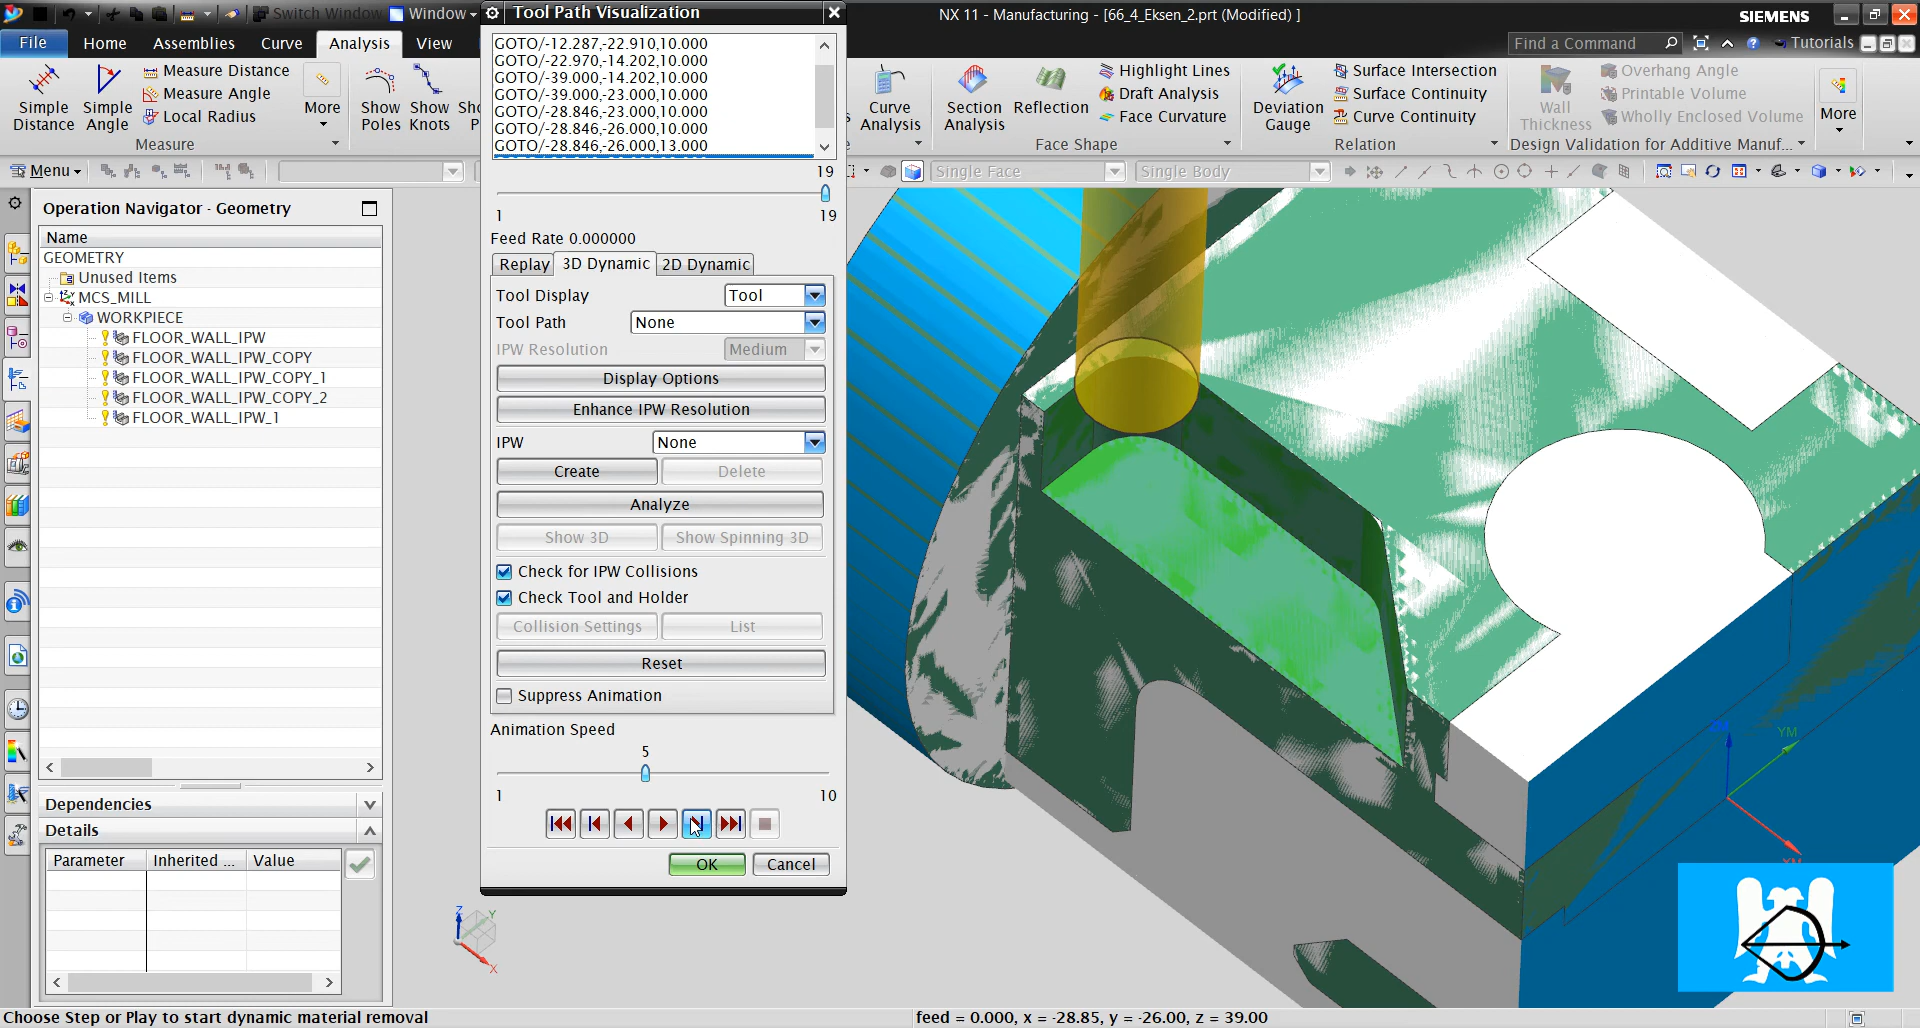 Switch Window
Window
Tool Path Visualization
NX 11 - Manufacturing - [66_4_Eksen_2.prt (Modified) ]
SIEMENS
File
Home
Assemblies
Curve
Analysis
View
Find a Command
Tutorials
Simple Distance
Simple Angle
Measure Distance
Measure Angle
Local Radius
More
Show Poles
Show Knots
Measure
Curve Analysis
Section Analysis
Reflection
Highlight Lines
Draft Analysis
Face Curvature
Face Shape
Deviation Gauge
Surface Intersection
Surface Continuity
Curve Continuity
Relation
Wall Thickness
Overhang Angle
Printable Volume
Wholly Enclosed Volume
More
Design Validation for Additive Manuf...
Menu
Single Face
Single Body
Operation Navigator - Geometry
Name
GEOMETRY
Unused Items
MCS_MILL
WORKPIECE
FLOOR_WALL_IPW
FLOOR_WALL_IPW_COPY
FLOOR_WALL_IPW_COPY_1
FLOOR_WALL_IPW_COPY_2
FLOOR_WALL_IPW_1
Dependencies
Details
Parameter
Inherited ...
Value
GOTO/-12.287,-22.910,10.000
GOTO/-22.970,-14.202,10.000
GOTO/-39.000,-14.202,10.000
GOTO/-39.000,-23.000,10.000
GOTO/-28.846,-23.000,10.000
GOTO/-28.846,-26.000,10.000
GOTO/-28.846,-26.000,13.000
19
1
19
Feed Rate 0.000000
Replay
3D Dynamic
2D Dynamic
Tool Display
Tool
Tool Path
None
IPW Resolution
Medium
Display Options
Enhance IPW Resolution
IPW
None
Create
Delete
Analyze
Show 3D
Show Spinning 3D
Check for IPW Collisions
Check Tool and Holder
Collision Settings
List
Reset
Suppress Animation
Animation Speed
5
1
10
OK
Cancel
YM
Z
Y
X
Choose Step or Play to start dynamic material removal
feed = 0.000, x = -28.85, y = -26.00, z = 39.00